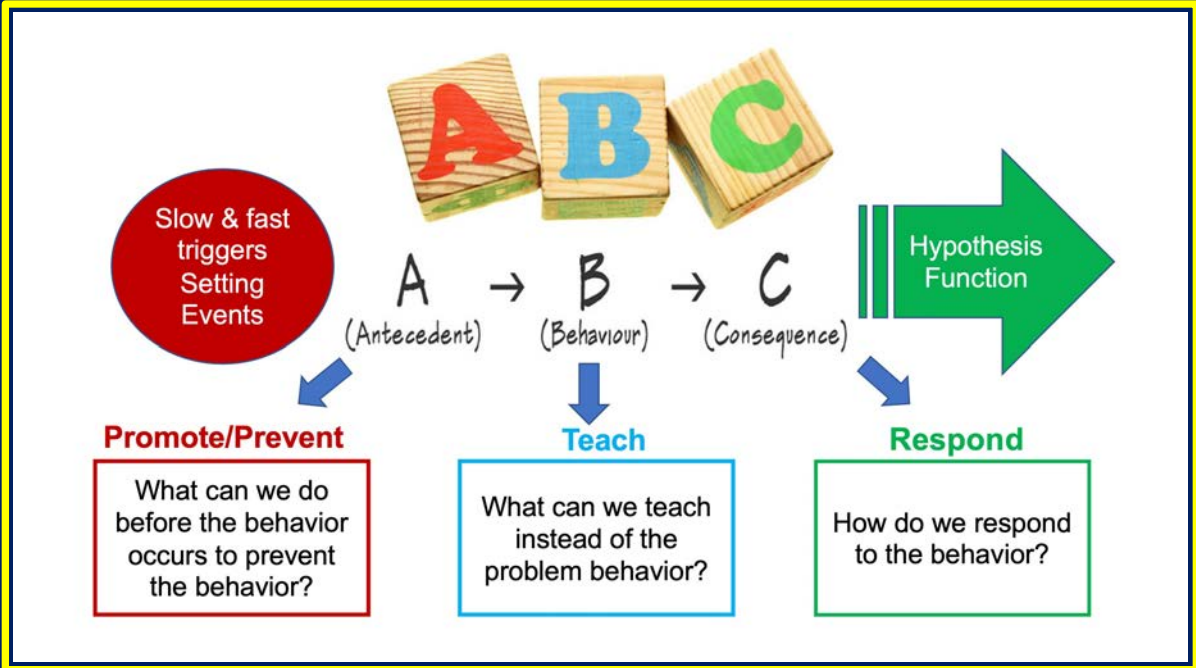 A B C
Slow & fast
triggers
Setting
Events
A → B → C
(Antecedent) (Behaviour) (Consequence)
Hypothesis
Function
Promote/Prevent
What can we do
before the behavior
occurs to prevent
the behavior?
Teach
What can we teach
instead of the
problem behavior?
Respond
How do we respond
to the behavior?